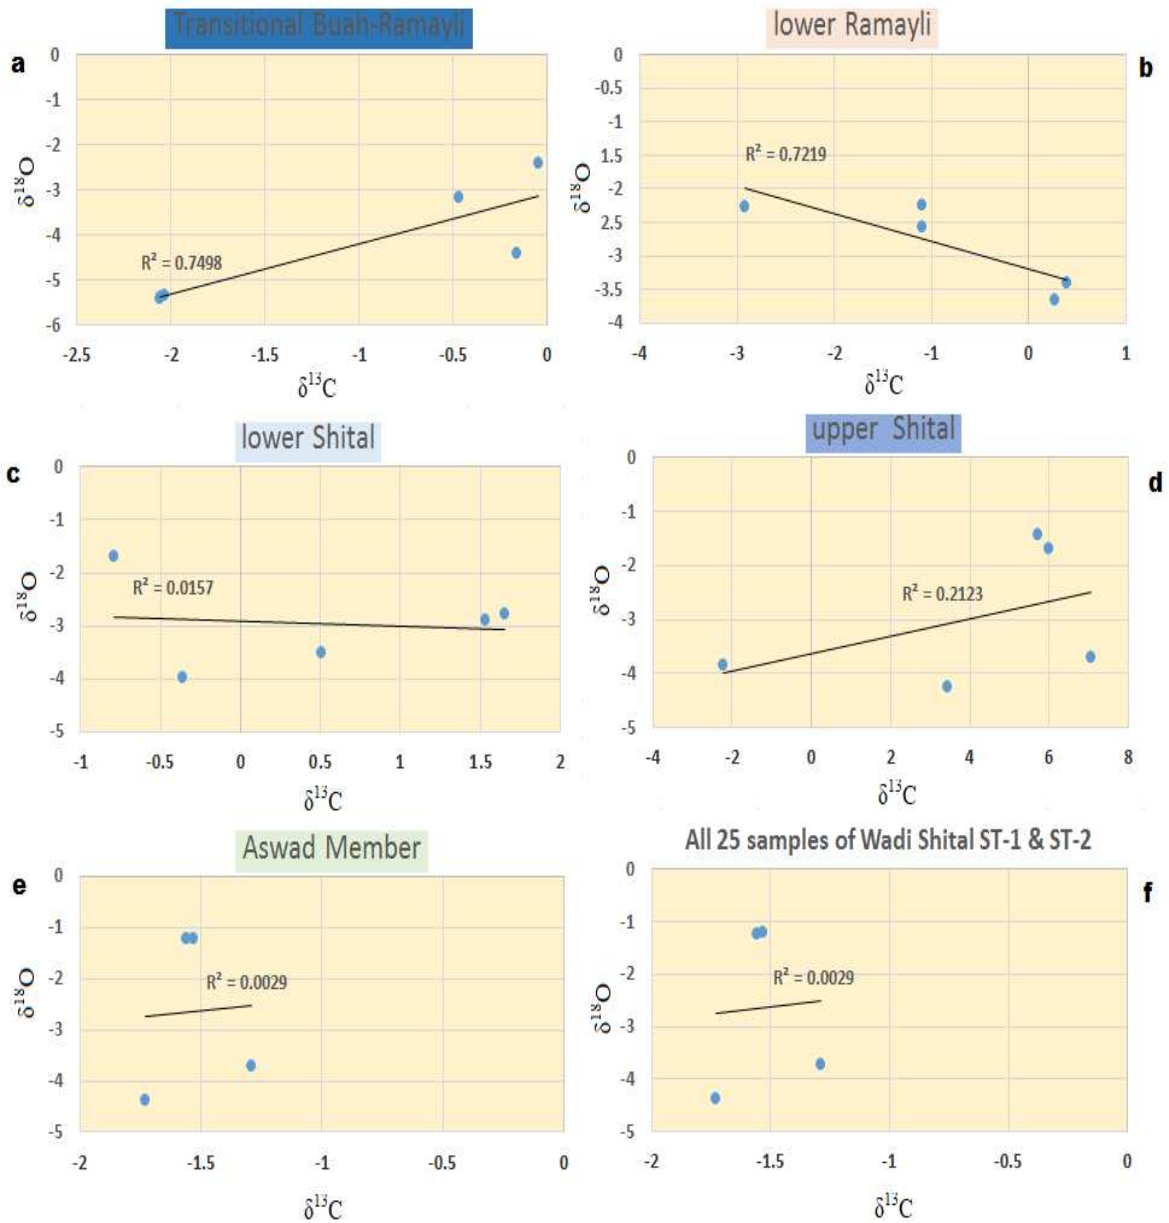 Transitional Buah-Ramayli
a
0
-1
-2
-3
-4
-5
-6
δ¹⁸O
R² = 0.7498
-2.5 -2 -1.5 -1 -0.5 0
δ¹³C
lower Ramayli
b
0
-0.5
-1
1.5
-2
2.5
-3
-3.5
-4
δ¹⁸O
R² = 0.7219
-4 -3 -2 -1 0 1
δ¹³C
lower Shital
c
0
-1
-2
-3
-4
-5
δ¹⁸O
R² = 0.0157
-1 -0.5 0 0.5 1 1.5 2
δ¹³C
upper Shital
d
0
-1
-2
-3
-4
-5
δ¹⁸O
R² = 0.2123
-4 -2 0 2 4 6 8
δ¹³C
Aswad Member
e
0
-1
-2
-3
-4
-5
δ¹⁸O
R² = 0.0029
-2 -1.5 -1 -0.5 0
δ¹³C
All 25 samples of Wadi Shital ST-1 & ST-2
f
0
-1
-2
-3
-4
-5
δ¹⁸O
R² = 0.0029
-2 -1.5 -1 -0.5 0
δ¹³C